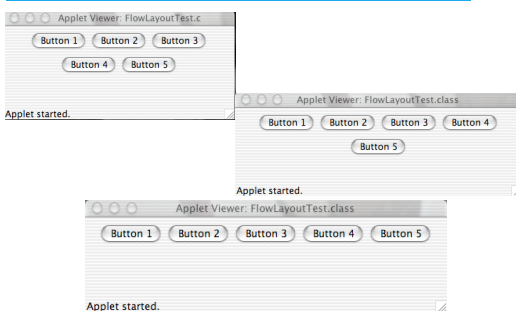 Applet Viewer: FlowLayoutTest.c
Button 1 Button 2 Button 3
Button 4 Button 5
Applet started.
Applet Viewer: FlowLayoutTest.class
Button 1 Button 2 Button 3 Button 4
Button 5
Applet started.
Applet Viewer: FlowLayoutTest.class
Button 1 Button 2 Button 3 Button 4 Button 5
Applet started.